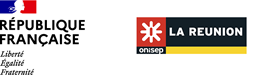 RÉPUBLIQUE
FRANÇAISE
Liberté
Égalité
Fraternité
LA REUNION
onisep